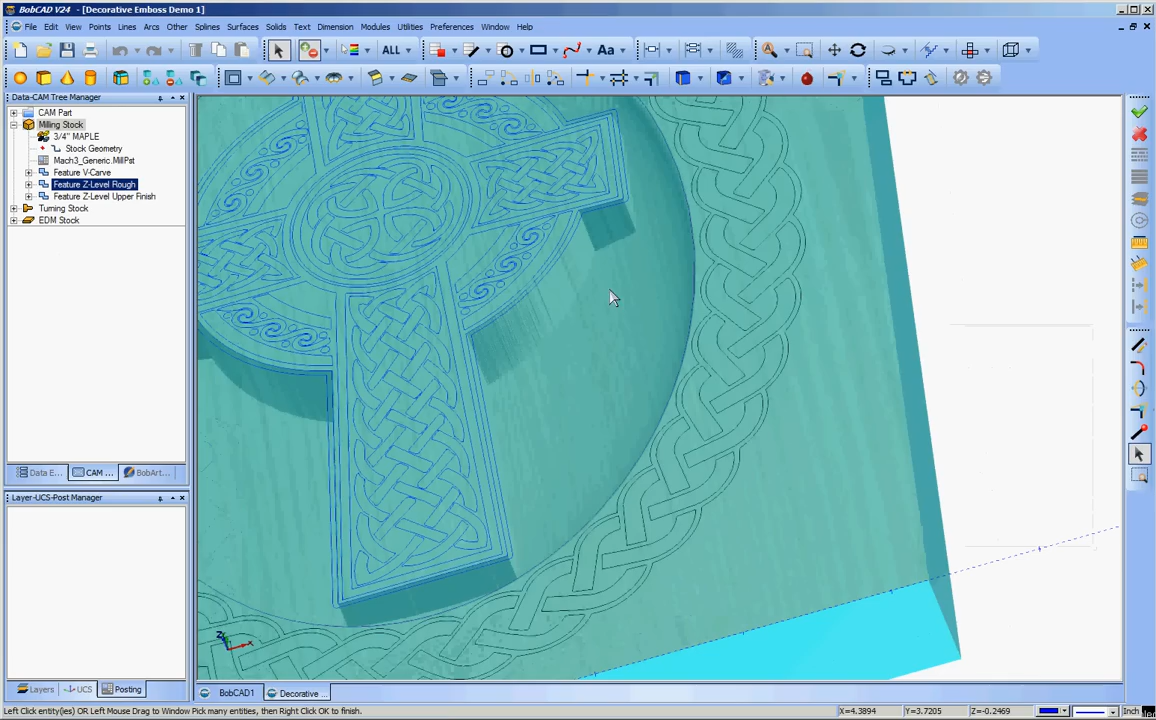 BobCAD V24 - [Decorative Emboss Demo 1]
File Edit View Points Lines Arcs Other Splines Surfaces Solids Text Dimension Modules Utilities Preferences Window Help
ALL Aa
Data-CAM Tree Manager
CAM Part
Milling Stock
3/4" MAPLE
Stock Geometry
Mach3_Generic.MillPst
Feature V-Carve
Feature Z-Level Rough
Feature Z-Level Upper Finish
Turning Stock
EDM Stock
Data E... CAM ... BobArt...
Layer-UCS-Post Manager
Z X
Layers UCS Posting
BobCAD1 Decorative ...
Left Click entity(ies) OR Left Mouse Drag to Window Pick many entities, then Right Click OK to finish. X=4.3894 Y=3.7205 Z=-0.2469 Inch